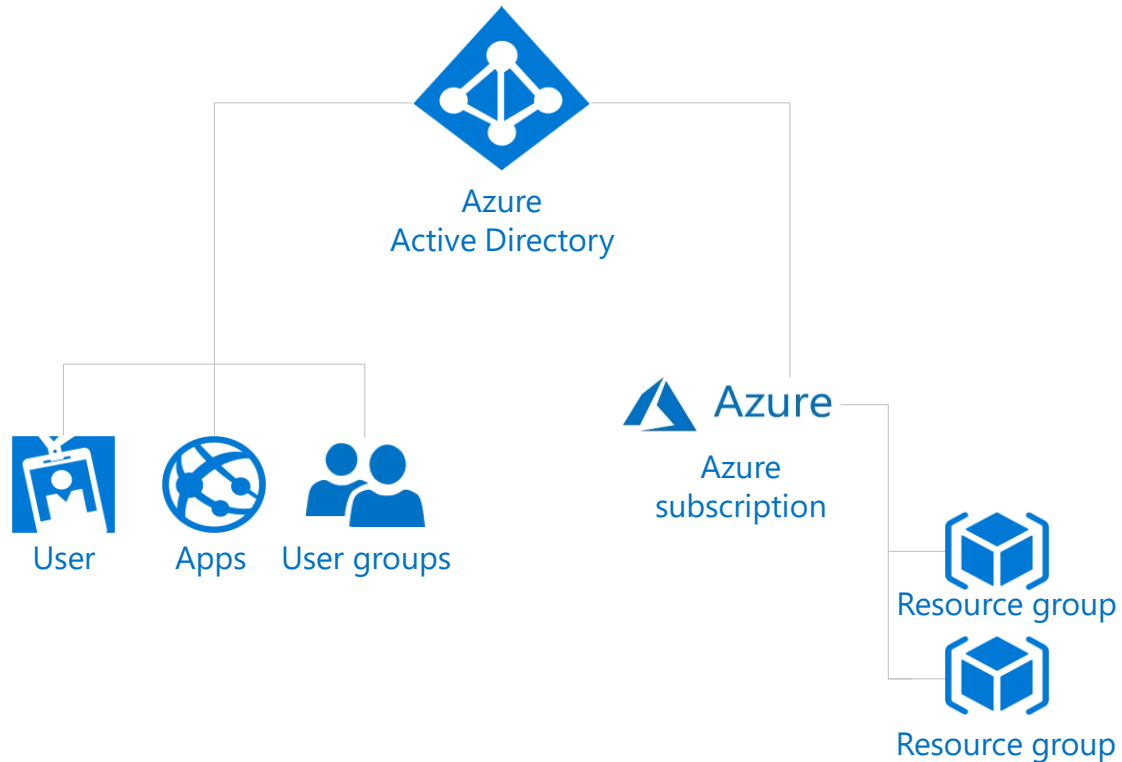 Azure
Active Directory
Azure
Azure
subscription
User
Apps
User groups
Resource group
Resource group